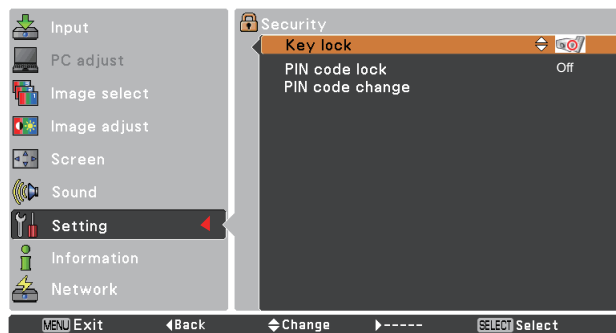 Input
PC adjust
Image select
Image adjust
Screen
Sound
Setting
Information
Network
Security
Key lock
PIN code lock Off
PIN code change
MENU Exit Back Change ----- SELECT Select